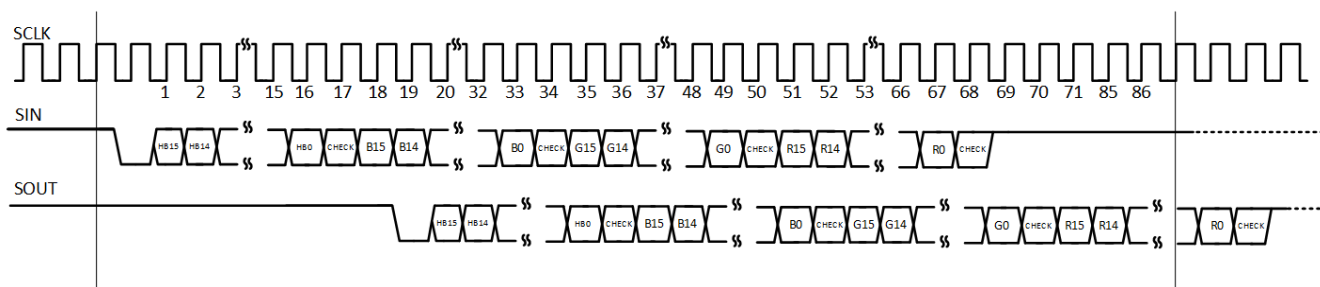 SCLK
1 2 3 15 16 17 18 19 20 32 33 34 35 36 37 48 49 50 51 52 53 66 67 68 69 70 71 85 86
SIN
HB15 HB14 HB0 CHECK B15 B14 B0 CHECK G15 G14 G0 CHECK R15 R14 R0 CHECK
SOUT
HB15 HB14 HB0 CHECK B15 B14 B0 CHECK G15 G14 G0 CHECK R15 R14 R0 CHECK